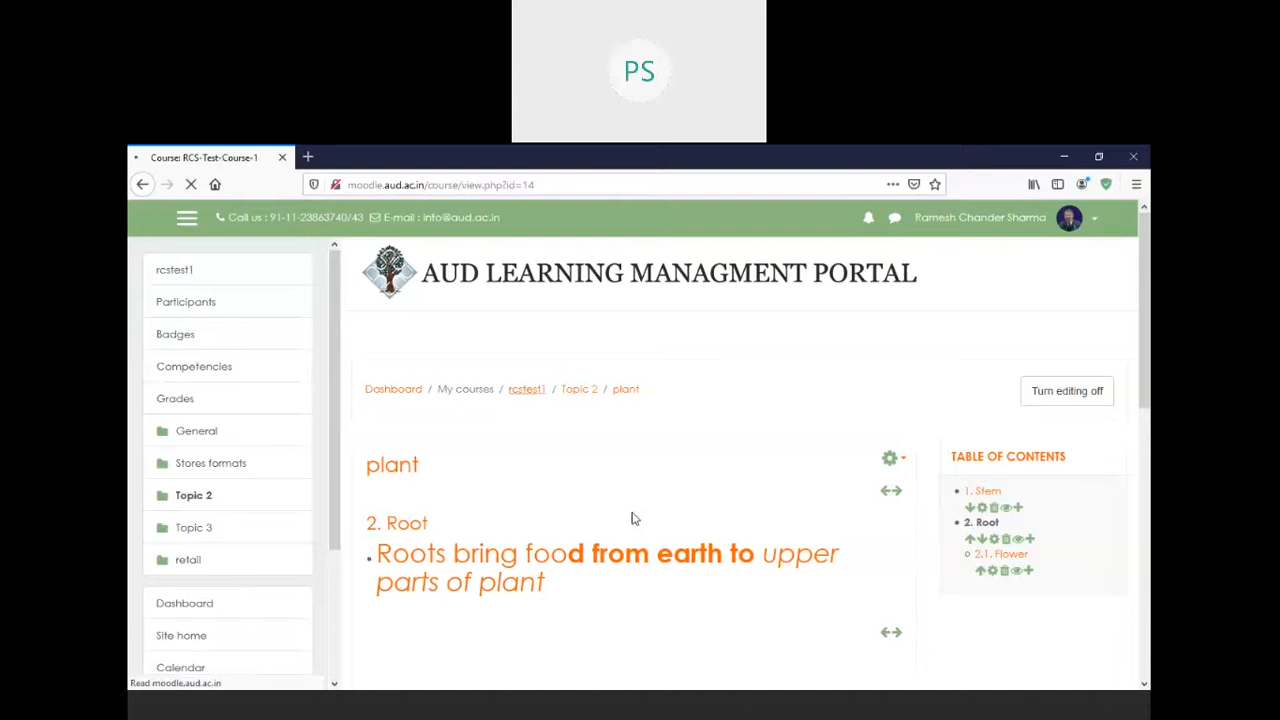 PS
Course: RCS-Test-Course-1
moodle.aud.ac.in/course/view.php?id=14
Call us : 91-11-23863740/43 E-mail : info@aud.ac.in
Ramesh Chander Sharma
rcstest1
Participants
Badges
Competencies
Grades
General
Stores formats
Topic 2
Topic 3
retail
Dashboard
Site home
Calendar
Read moodle.aud.ac.in
AUD LEARNING MANAGMENT PORTAL
Dashboard / My courses / rcstest1 / Topic 2 / plant
Turn editing off
plant
2. Root
• Roots bring food from earth to upper
parts of plant
TABLE OF CONTENTS
1. Stem
2. Root
2.1. Flower